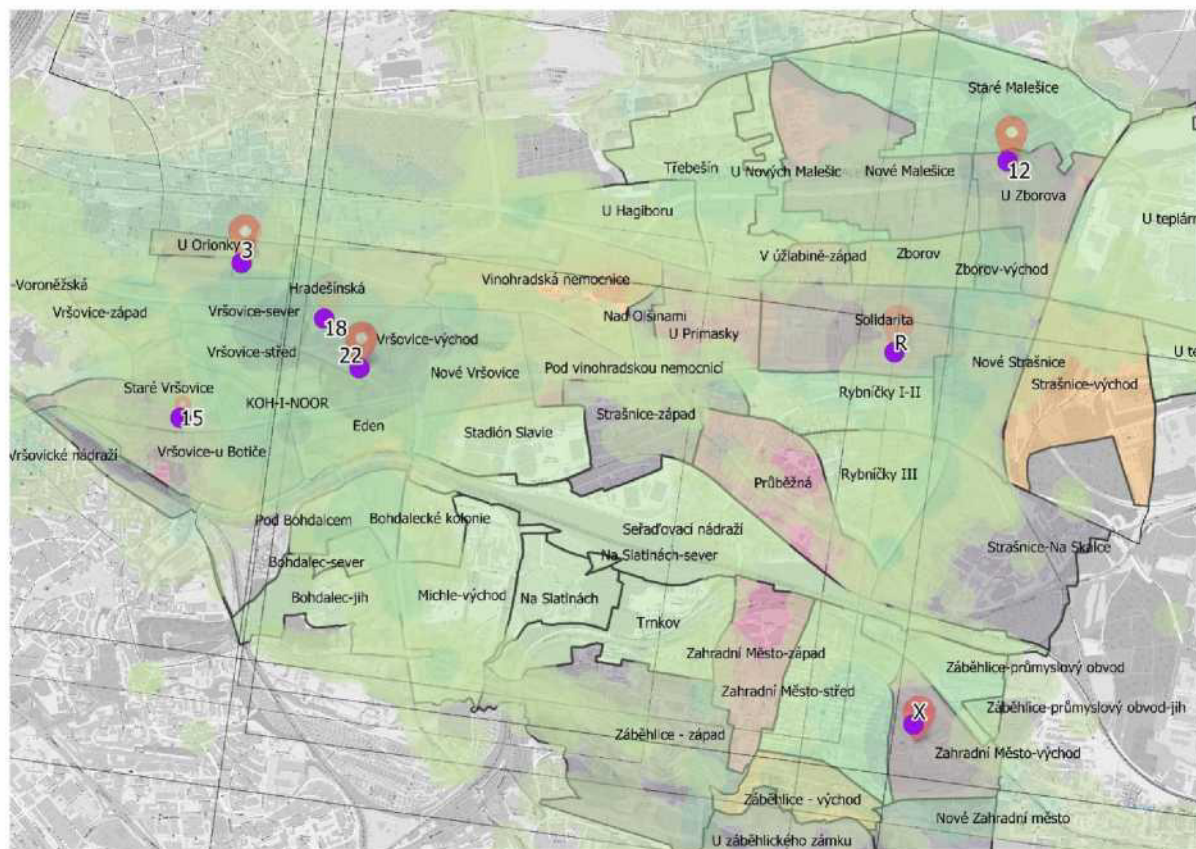 Staré Malešice
Třebešín
U Nových Malešic
Nové Malešice
12
U Zborova
U Hagiboru
U teplár
U Orionky
3
V úžlabině-západ
Zborov
Zborov-východ
Vinohradská nemocnice
-Voroněžská
Hradešínská
Vršovice-sever
Vršovice-západ
Nad Olšinami
Solidarita
18
U Primasky
Vršovice-východ
R
Vršovice-střed
22
Nové Strašnice
U te
Pod vinohradskou nemocnicí
Nové Vršovice
Strašnice-východ
Staré Vršovice
Rybníčky I-II
KOH-I-NOOR
15
Strašnice-západ
Eden
Stadión Slavie
Vršovice-u Botiče
Vršovické nádraží
Rybníčky III
Průběžná
Pod Bohdalcem
Bohdalecké kolonie
Seřaďovací nádraží
Strašnice-Na Skalce
Na Slatinách-sever
Bohdalec-sever
Bohdalec-jih
Michle-východ
Na Slatinách
Trnkov
Zahradní Město-západ
Záběhlice-průmyslový obvod
Zahradní Město-střed
Záběhlice-průmyslový obvod-jih
X
Záběhlice - západ
Zahradní Město-východ
Záběhlice - východ
Nové Zahradní město
U záběhlického zámku